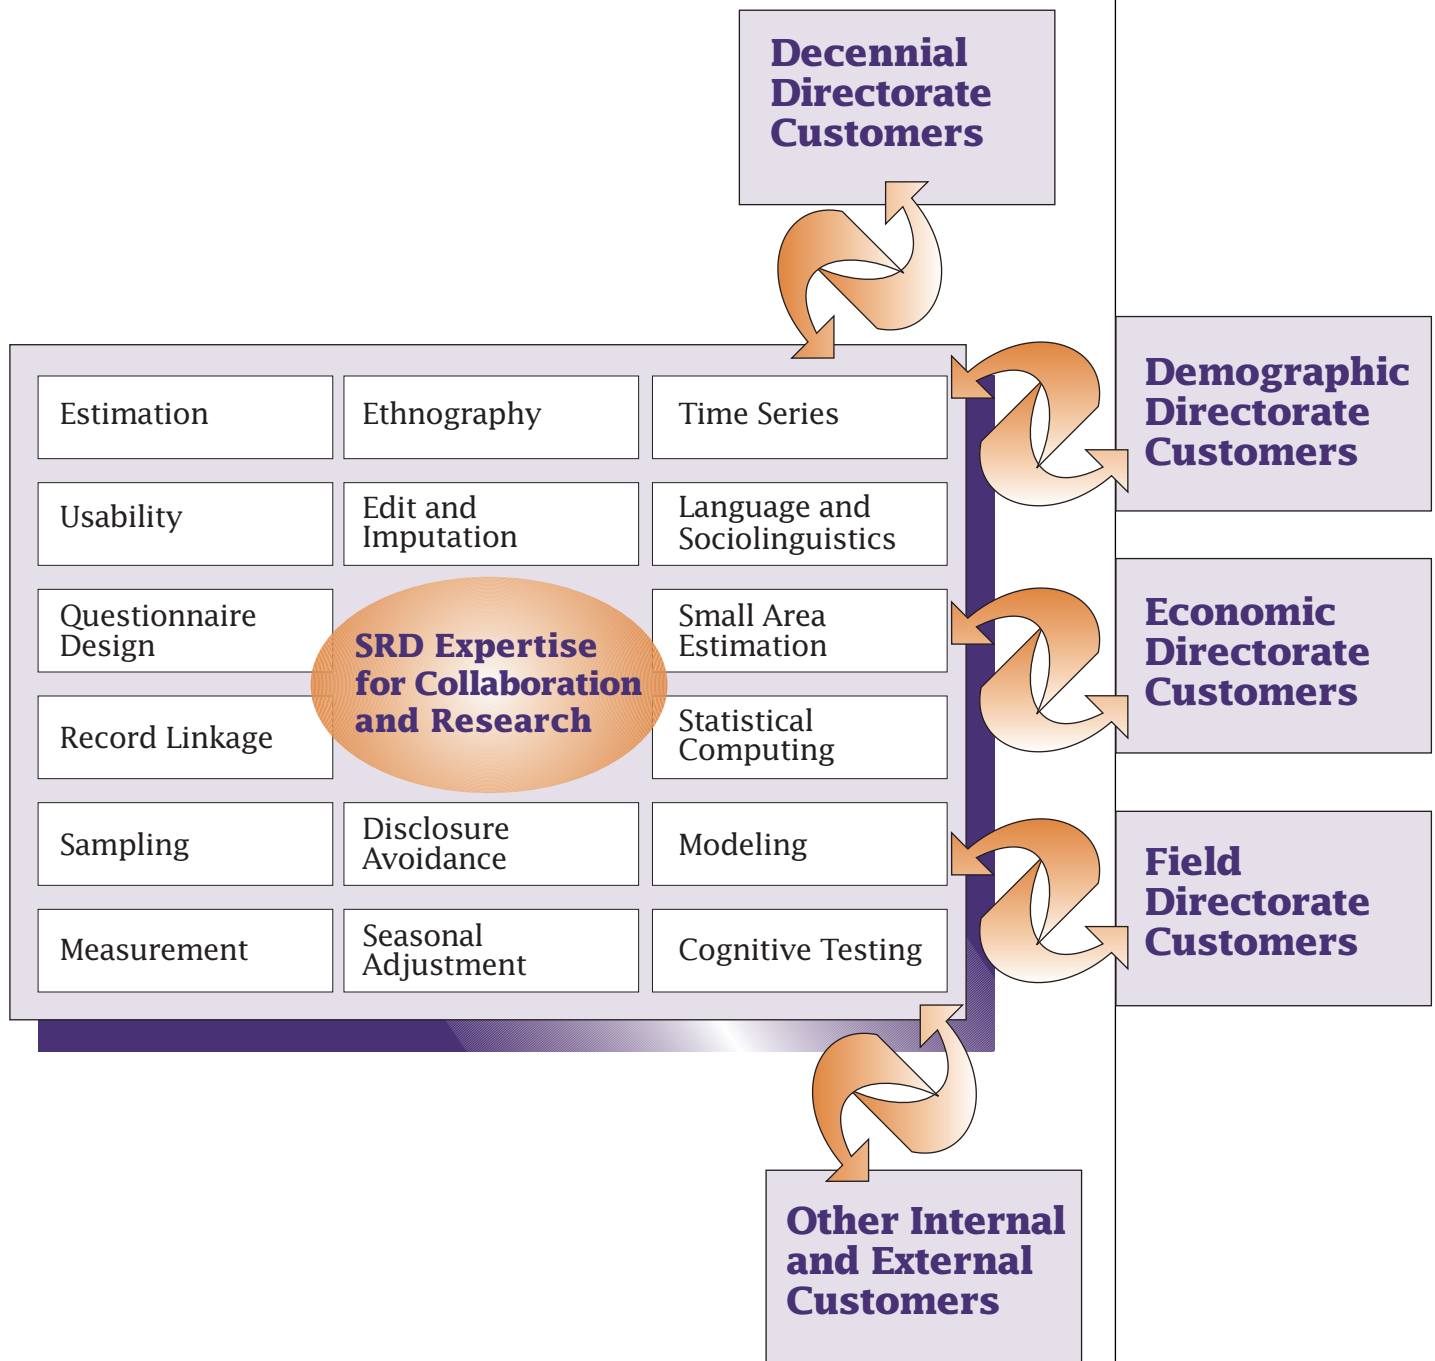 Decennial
Directorate
Customers
Demographic
Directorate
Customers
Estimation
Ethnography
Time Series
Usability
Edit and
Imputation
Language and
Sociolinguistics
Questionnaire
Design
SRD Expertise
for Collaboration
and Research
Small Area
Estimation
Economic
Directorate
Customers
Record Linkage
Statistical
Computing
Sampling
Disclosure
Avoidance
Modeling
Field
Directorate
Customers
Measurement
Seasonal
Adjustment
Cognitive Testing
Other Internal
and External
Customers